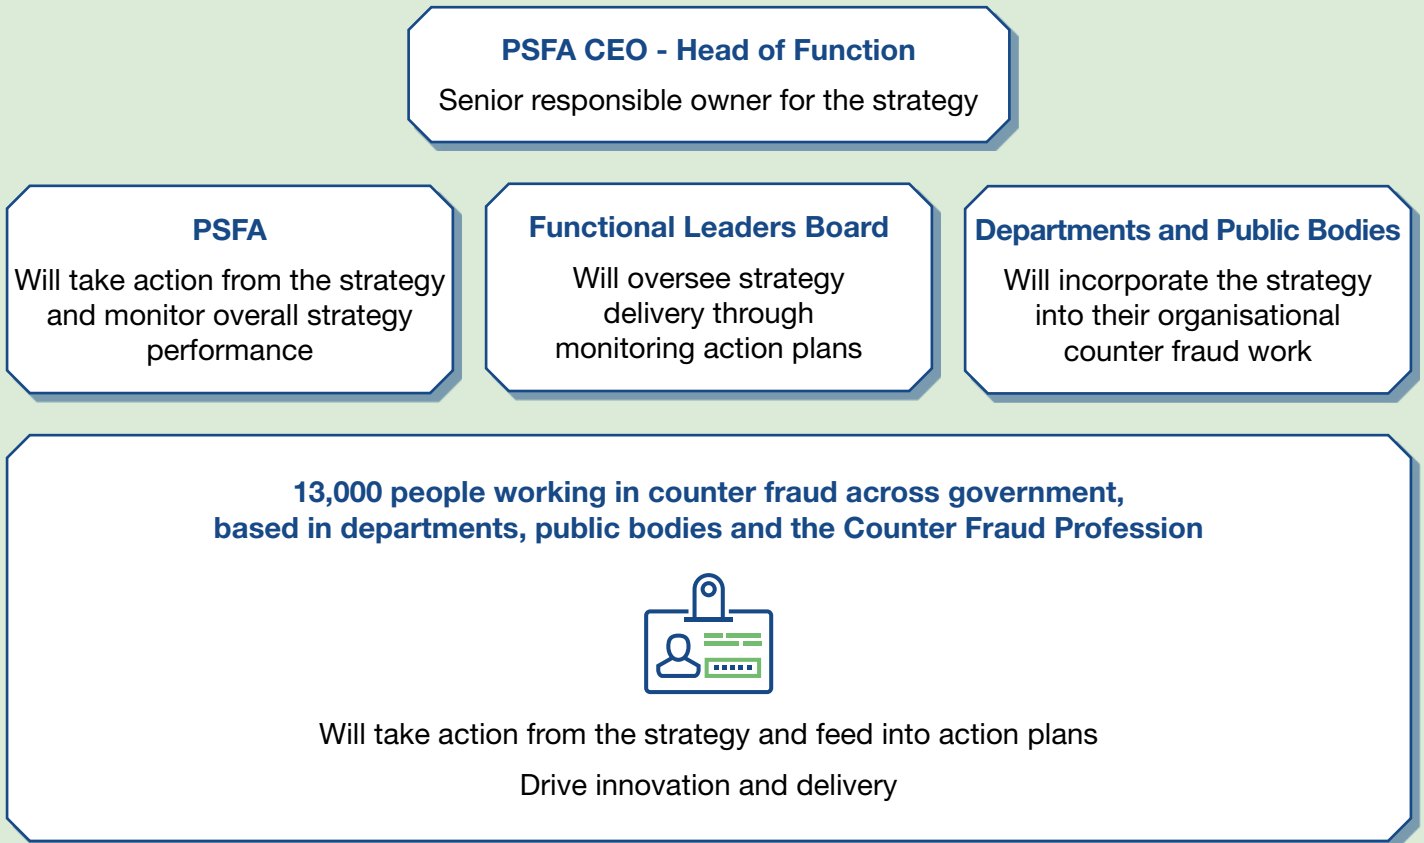 PSFA CEO - Head of Function
Senior responsible owner for the strategy
PSFA
Will take action from the strategy
and monitor overall strategy
performance
Functional Leaders Board
Will oversee strategy
delivery through
monitoring action plans
Departments and Public Bodies
Will incorporate the strategy
into their organisational
counter fraud work
13,000 people working in counter fraud across government,
based in departments, public bodies and the Counter Fraud Profession
Will take action from the strategy and feed into action plans
Drive innovation and delivery